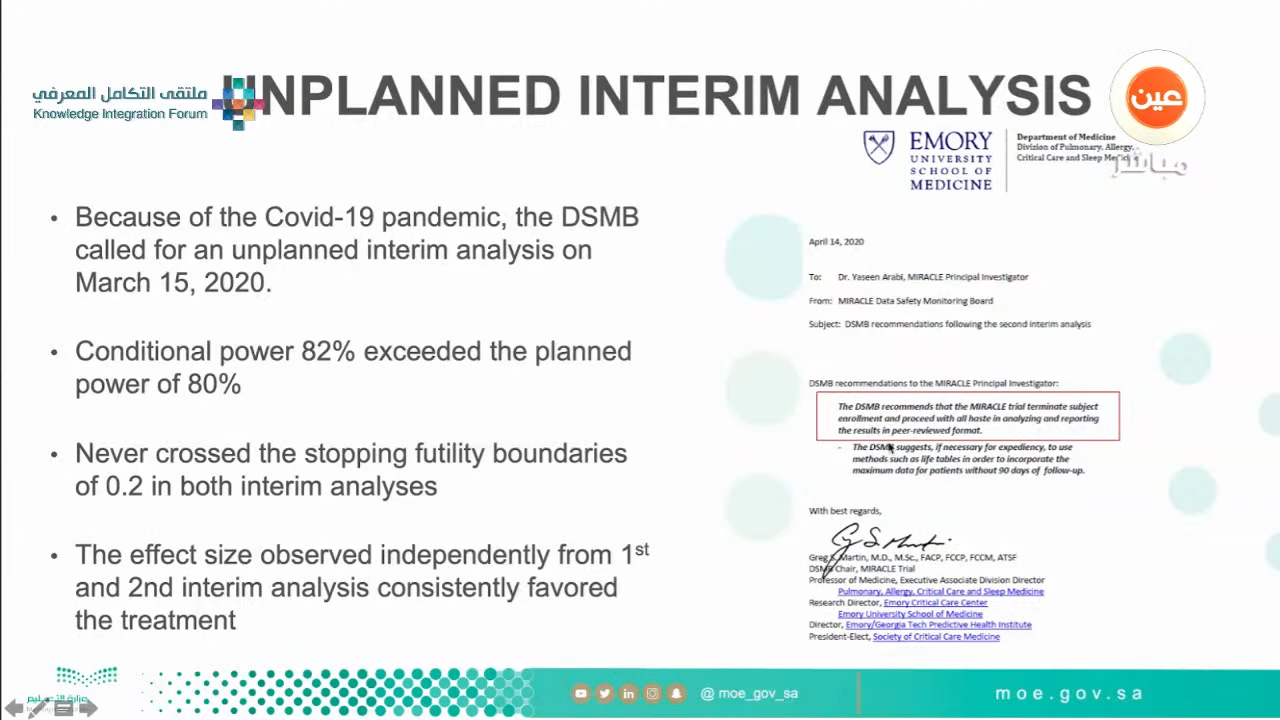 ملتقى التكامل المعرفي
Knowledge Integration Forum
UNPLANNED INTERIM ANALYSIS
عين
مباشر
EMORY
UNIVERSITY
SCHOOL OF
MEDICINE
Department of Medicine
Division of Pulmonary, Allergy,
Critical Care and Sleep Medicine
• Because of the Covid-19 pandemic, the DSMB
called for an unplanned interim analysis on
March 15, 2020.
• Conditional power 82% exceeded the planned
power of 80%
• Never crossed the stopping futility boundaries
of 0.2 in both interim analyses
• The effect size observed independently from 1st
and 2nd interim analysis consistently favored
the treatment
April 14, 2020
To: Dr. Yaseen Arabi, MIRACLE Principal Investigator
From: MIRACLE Data Safety Monitoring Board
Subject: DSMB recommendations following the second interim analysis
DSMB recommendations to the MIRACLE Principal Investigator:
The DSMB recommends that the MIRACLE trial terminate subject
enrollment and proceed with all haste in analyzing and reporting
the results in peer-reviewed format.
- The DSMB suggests, if necessary for expediency, to use
methods such as life tables in order to incorporate the
maximum data for patients without 90 days of follow-up.
With best regards,
Greg S. Martin, M.D., M.Sc., FACP, FCCP, FCCM, ATSF
DSMB Chair, MIRACLE Trial
Professor of Medicine, Executive Associate Division Director
Pulmonary, Allergy, Critical Care and Sleep Medicine
Research Director, Emory Critical Care Center
Emory University School of Medicine
Director, Emory/Georgia Tech Predictive Health Institute
President-Elect, Society of Critical Care Medicine
وزارة التعليم
@ moe_gov_sa
moe.gov.sa